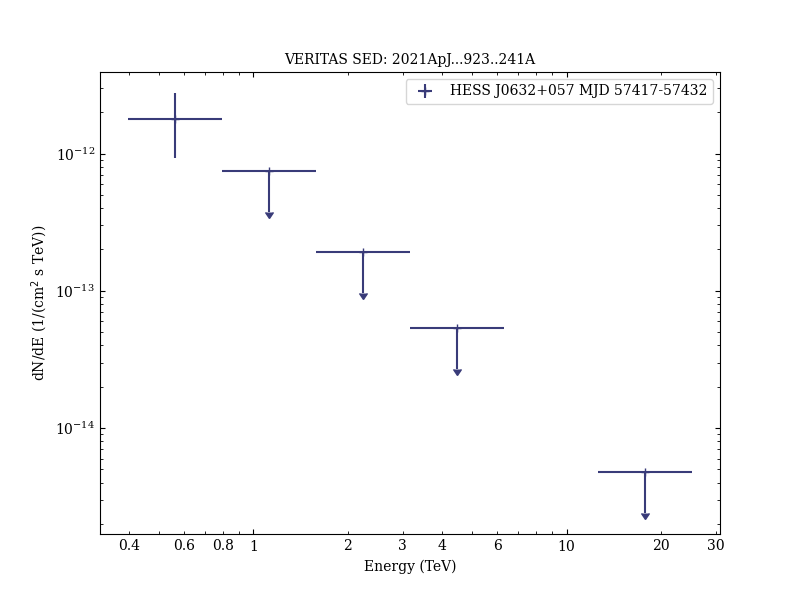 VERITAS SED: 2021ApJ...923..241A
HESS J0632+057 MJD 57417-57432
dN/dE (1/(cm² s TeV))
10⁻¹²
10⁻¹³
10⁻¹⁴
0.4 0.6 0.8 1 2 3 4 6 10 20 30
Energy (TeV)